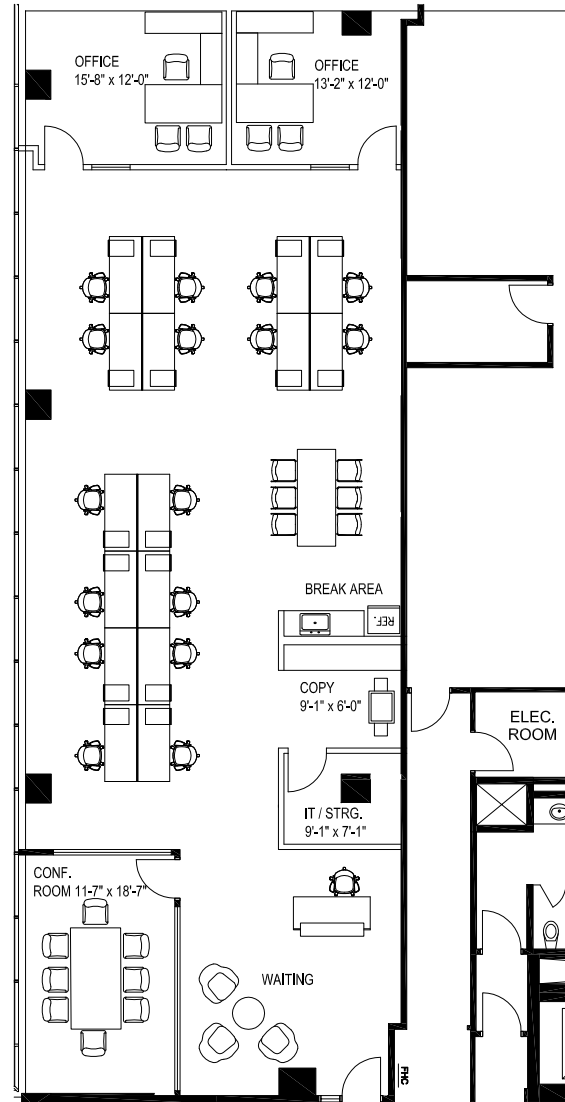 OFFICE
15'-8" x 12'-0"
OFFICE
13'-2" x 12'-0"
BREAK AREA
REF.
COPY
9'-1" x 6'-0"
ELEC.
ROOM
IT / STRG.
9'-1" x 7'-1"
CONF.
ROOM 11-7" x 18'-7"
WAITING
FHC